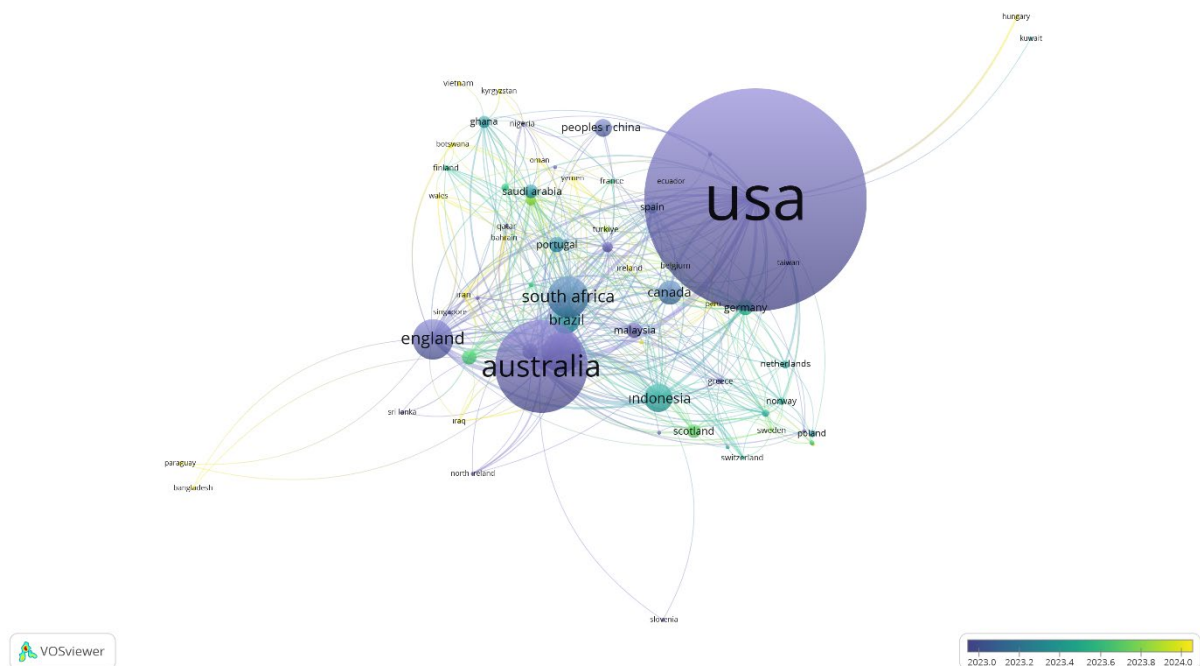 hungary
kuwait
vietnam
kyrgyzstan
ghana
nigeria
peoples r china
botswana
oman
finland
yemen
france
ecuador
saudi arabia
wales
usa
spain
qatar
turkiye
bahrain
portugal
taiwan
ireland
belgium
iran
south africa
canada
peru
germany
singapore
brazil
malaysia
england
australia
netherlands
greece
indonesia
norway
sri lanka
iraq
scotland
sweden
poland
switzerland
paraguay
north ireland
bangladesh
slovenia
VOSviewer
2023.0 2023.2 2023.4 2023.6 2023.8 2024.0